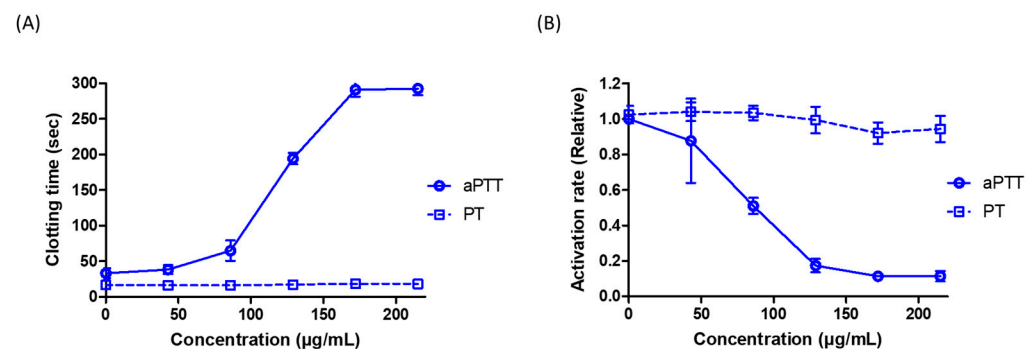 (A)
Clotting time (sec)
300
250
200
150
100
50
0
0 50 100 150 200
Concentration (µg/mL)
aPTT
PT
(B)
Activation rate (Relative)
1.2
1.0
0.8
0.6
0.4
0.2
0.0
0 50 100 150 200
Concentration (µg/mL)
aPTT
PT